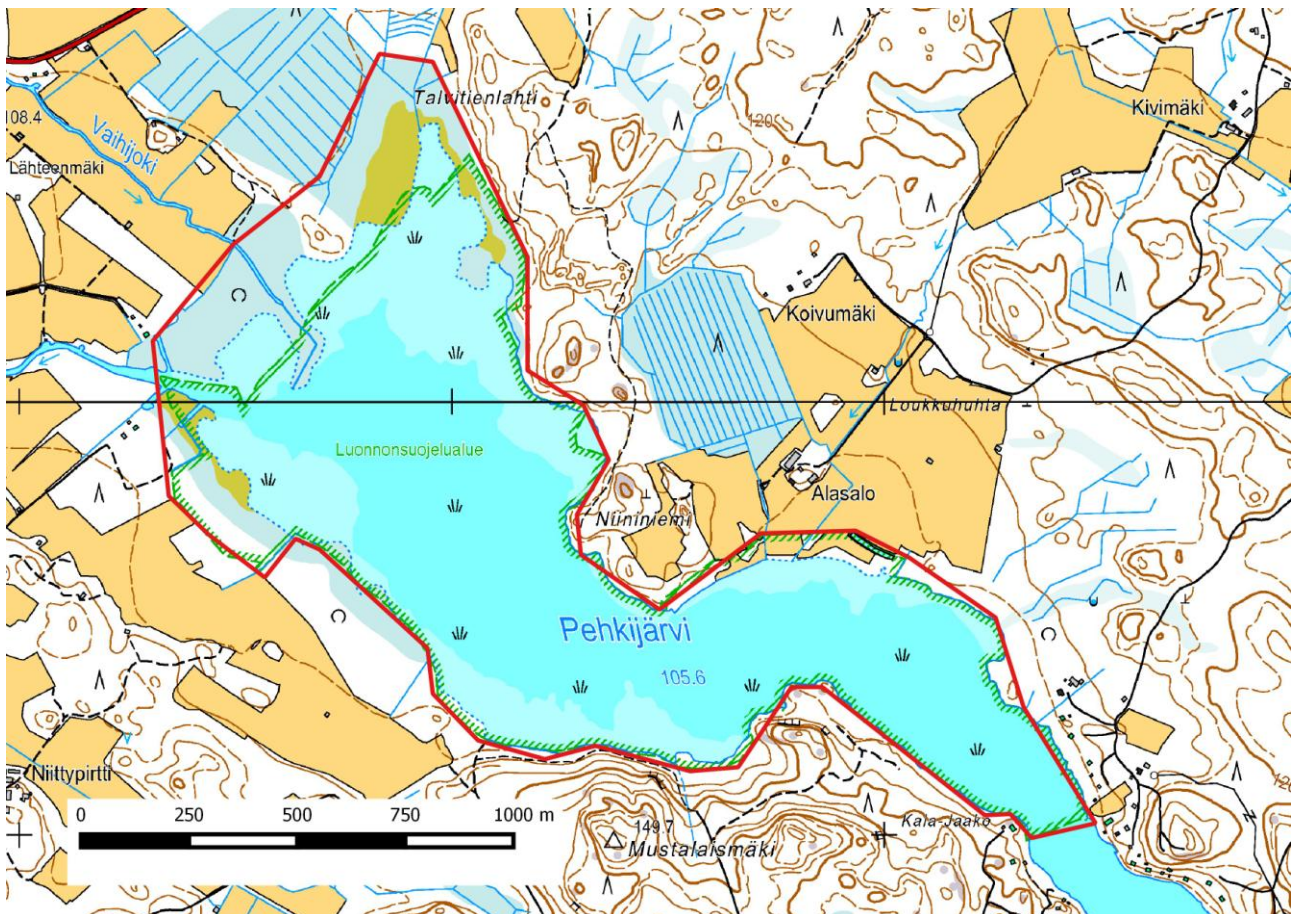 Talvitienlahti
108.4
Vaihijoki
Lähteenmäki
Kivimäki
Koivumäki
Loukkuhuhta
Luonnonsuojelualue
Alasalo
Niininiemi
Pehkijärvi
105.6
Niittypirtti
0 250 500 750 1000 m
149.7
Kala-Jaako
Mustalaismäki